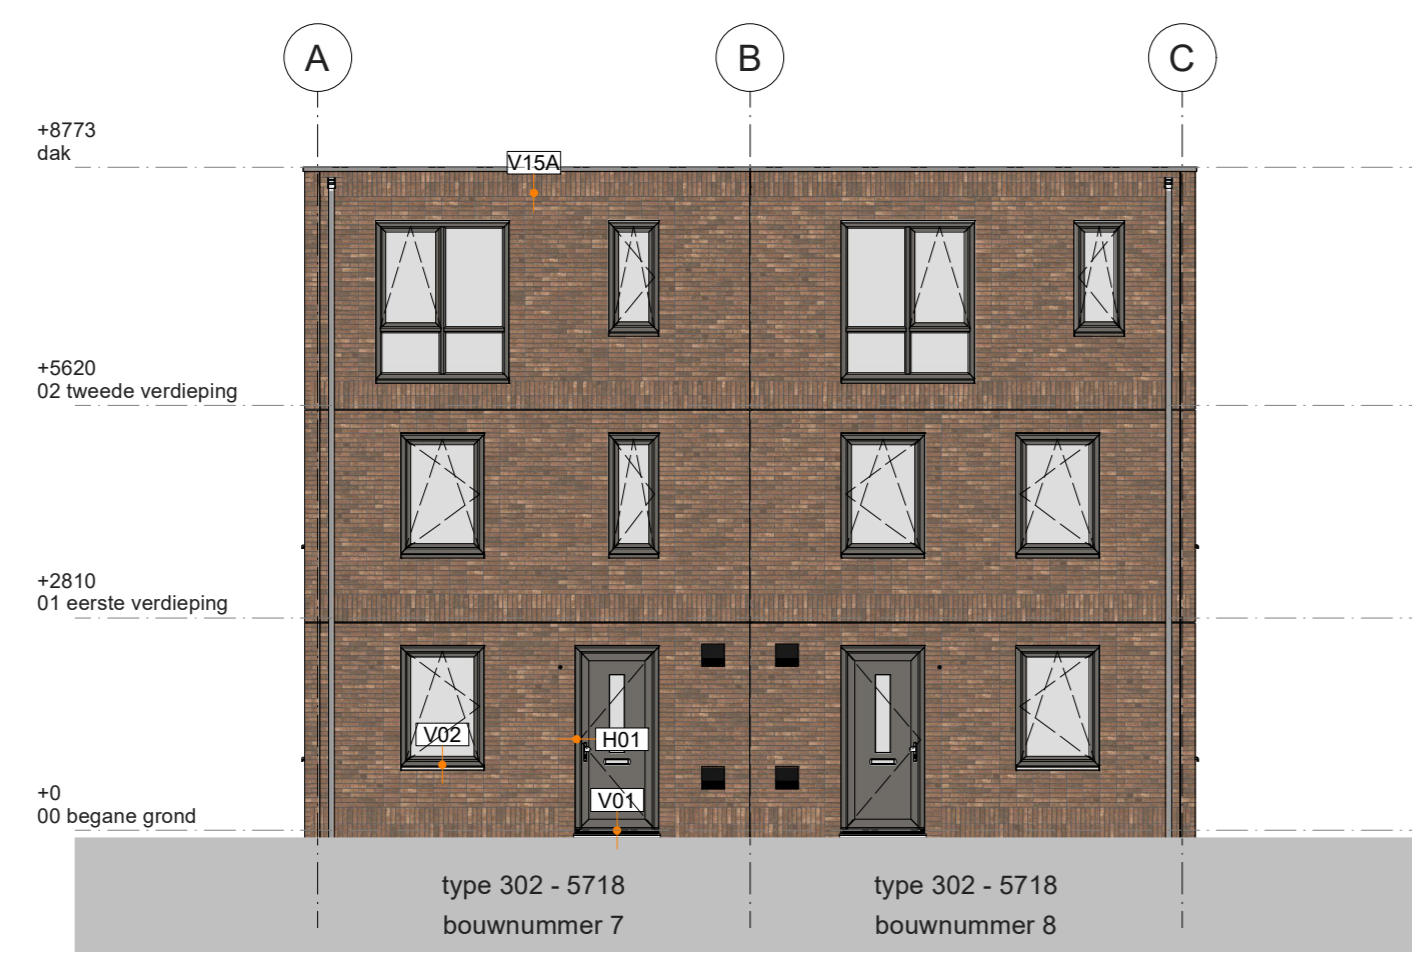 A
B
C
+8773
dak
V15A
+5620
02 tweede verdieping
+2810
01 eerste verdieping
V02
H01
V01
+0
00 begane grond
type 302 - 5718
bouwnummer 7
type 302 - 5718
bouwnummer 8